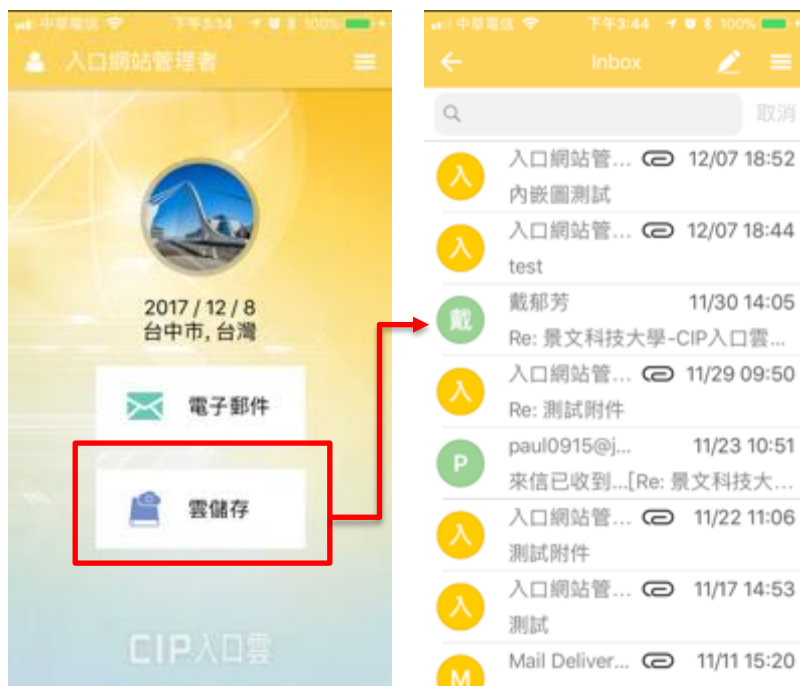 中華電信 下午3:14 100%
入口網站管理者
2017 / 12 / 8
台中市, 台灣
電子郵件
雲儲存
CIP入口雲
中華電信 下午3:44 100%
Inbox
取消
入口網站管... 12/07 18:52
入
內嵌圖測試
入口網站管... 12/07 18:44
入
test
戴郁芳 11/30 14:05
戴
Re: 景文科技大學-CIP入口雲...
入口網站管... 11/29 09:50
入
Re: 測試附件
paul0915@j... 11/23 10:51
P
來信已收到...[Re: 景文科技大...
入口網站管... 11/22 11:06
入
測試附件
入口網站管... 11/17 14:53
入
測試
Mail Deliver... 11/11 15:20
M